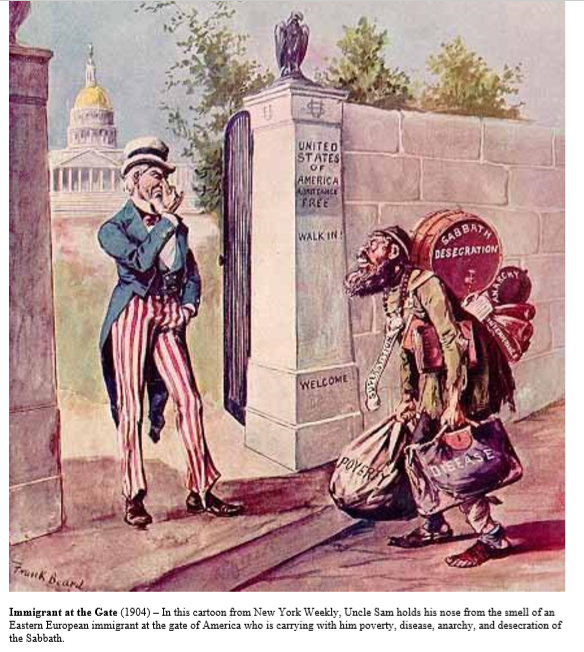 UNITED
STATES
OF
AMERICA
ADMITTANCE
FREE
WALK IN!
WELCOME
SABBATH
DESECRATION
ANARCHY
INTEMPERANCE
SUPERSTITION
POVERTY
DISEASE
Frank Beard
Immigrant at the Gate (1904) – In this cartoon from New York Weekly, Uncle Sam holds his nose from the smell of an
Eastern European immigrant at the gate of America who is carrying with him poverty, disease, anarchy, and desecration of
the Sabbath.